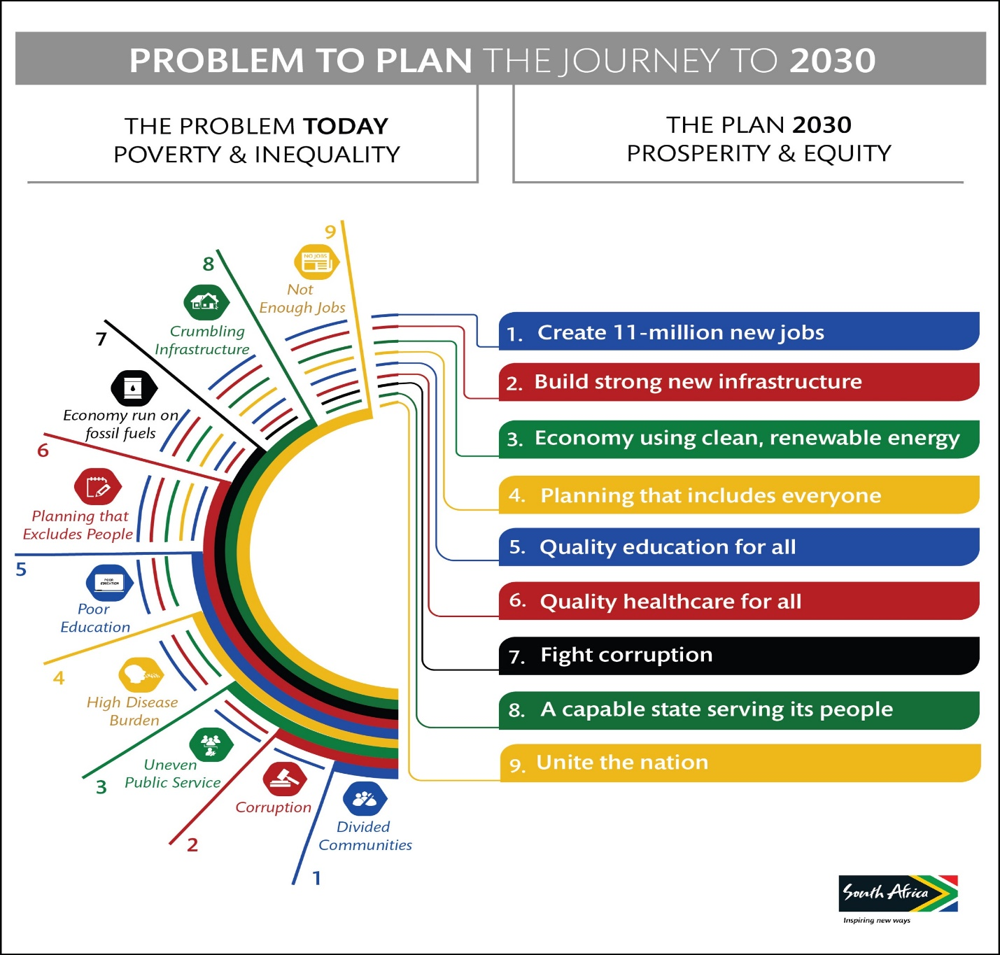 PROBLEM TO PLAN THE JOURNEY TO 2030
THE PROBLEM TODAY
POVERTY & INEQUALITY
THE PLAN 2030
PROSPERITY & EQUITY
9
NO JOBS
Not
Enough Jobs
8
Crumbling
Infrastructure
7
Economy run on
fossil fuels
6
Planning that
Excludes People
5
POOR
EDUCATION
Poor
Education
4
High Disease
Burden
3
Uneven
Public Service
2
Corruption
1
Divided
Communities
1. Create 11-million new jobs
2. Build strong new infrastructure
3. Economy using clean, renewable energy
4. Planning that includes everyone
5. Quality education for all
6. Quality healthcare for all
7. Fight corruption
8. A capable state serving its people
9. Unite the nation
South Africa
Inspiring new ways